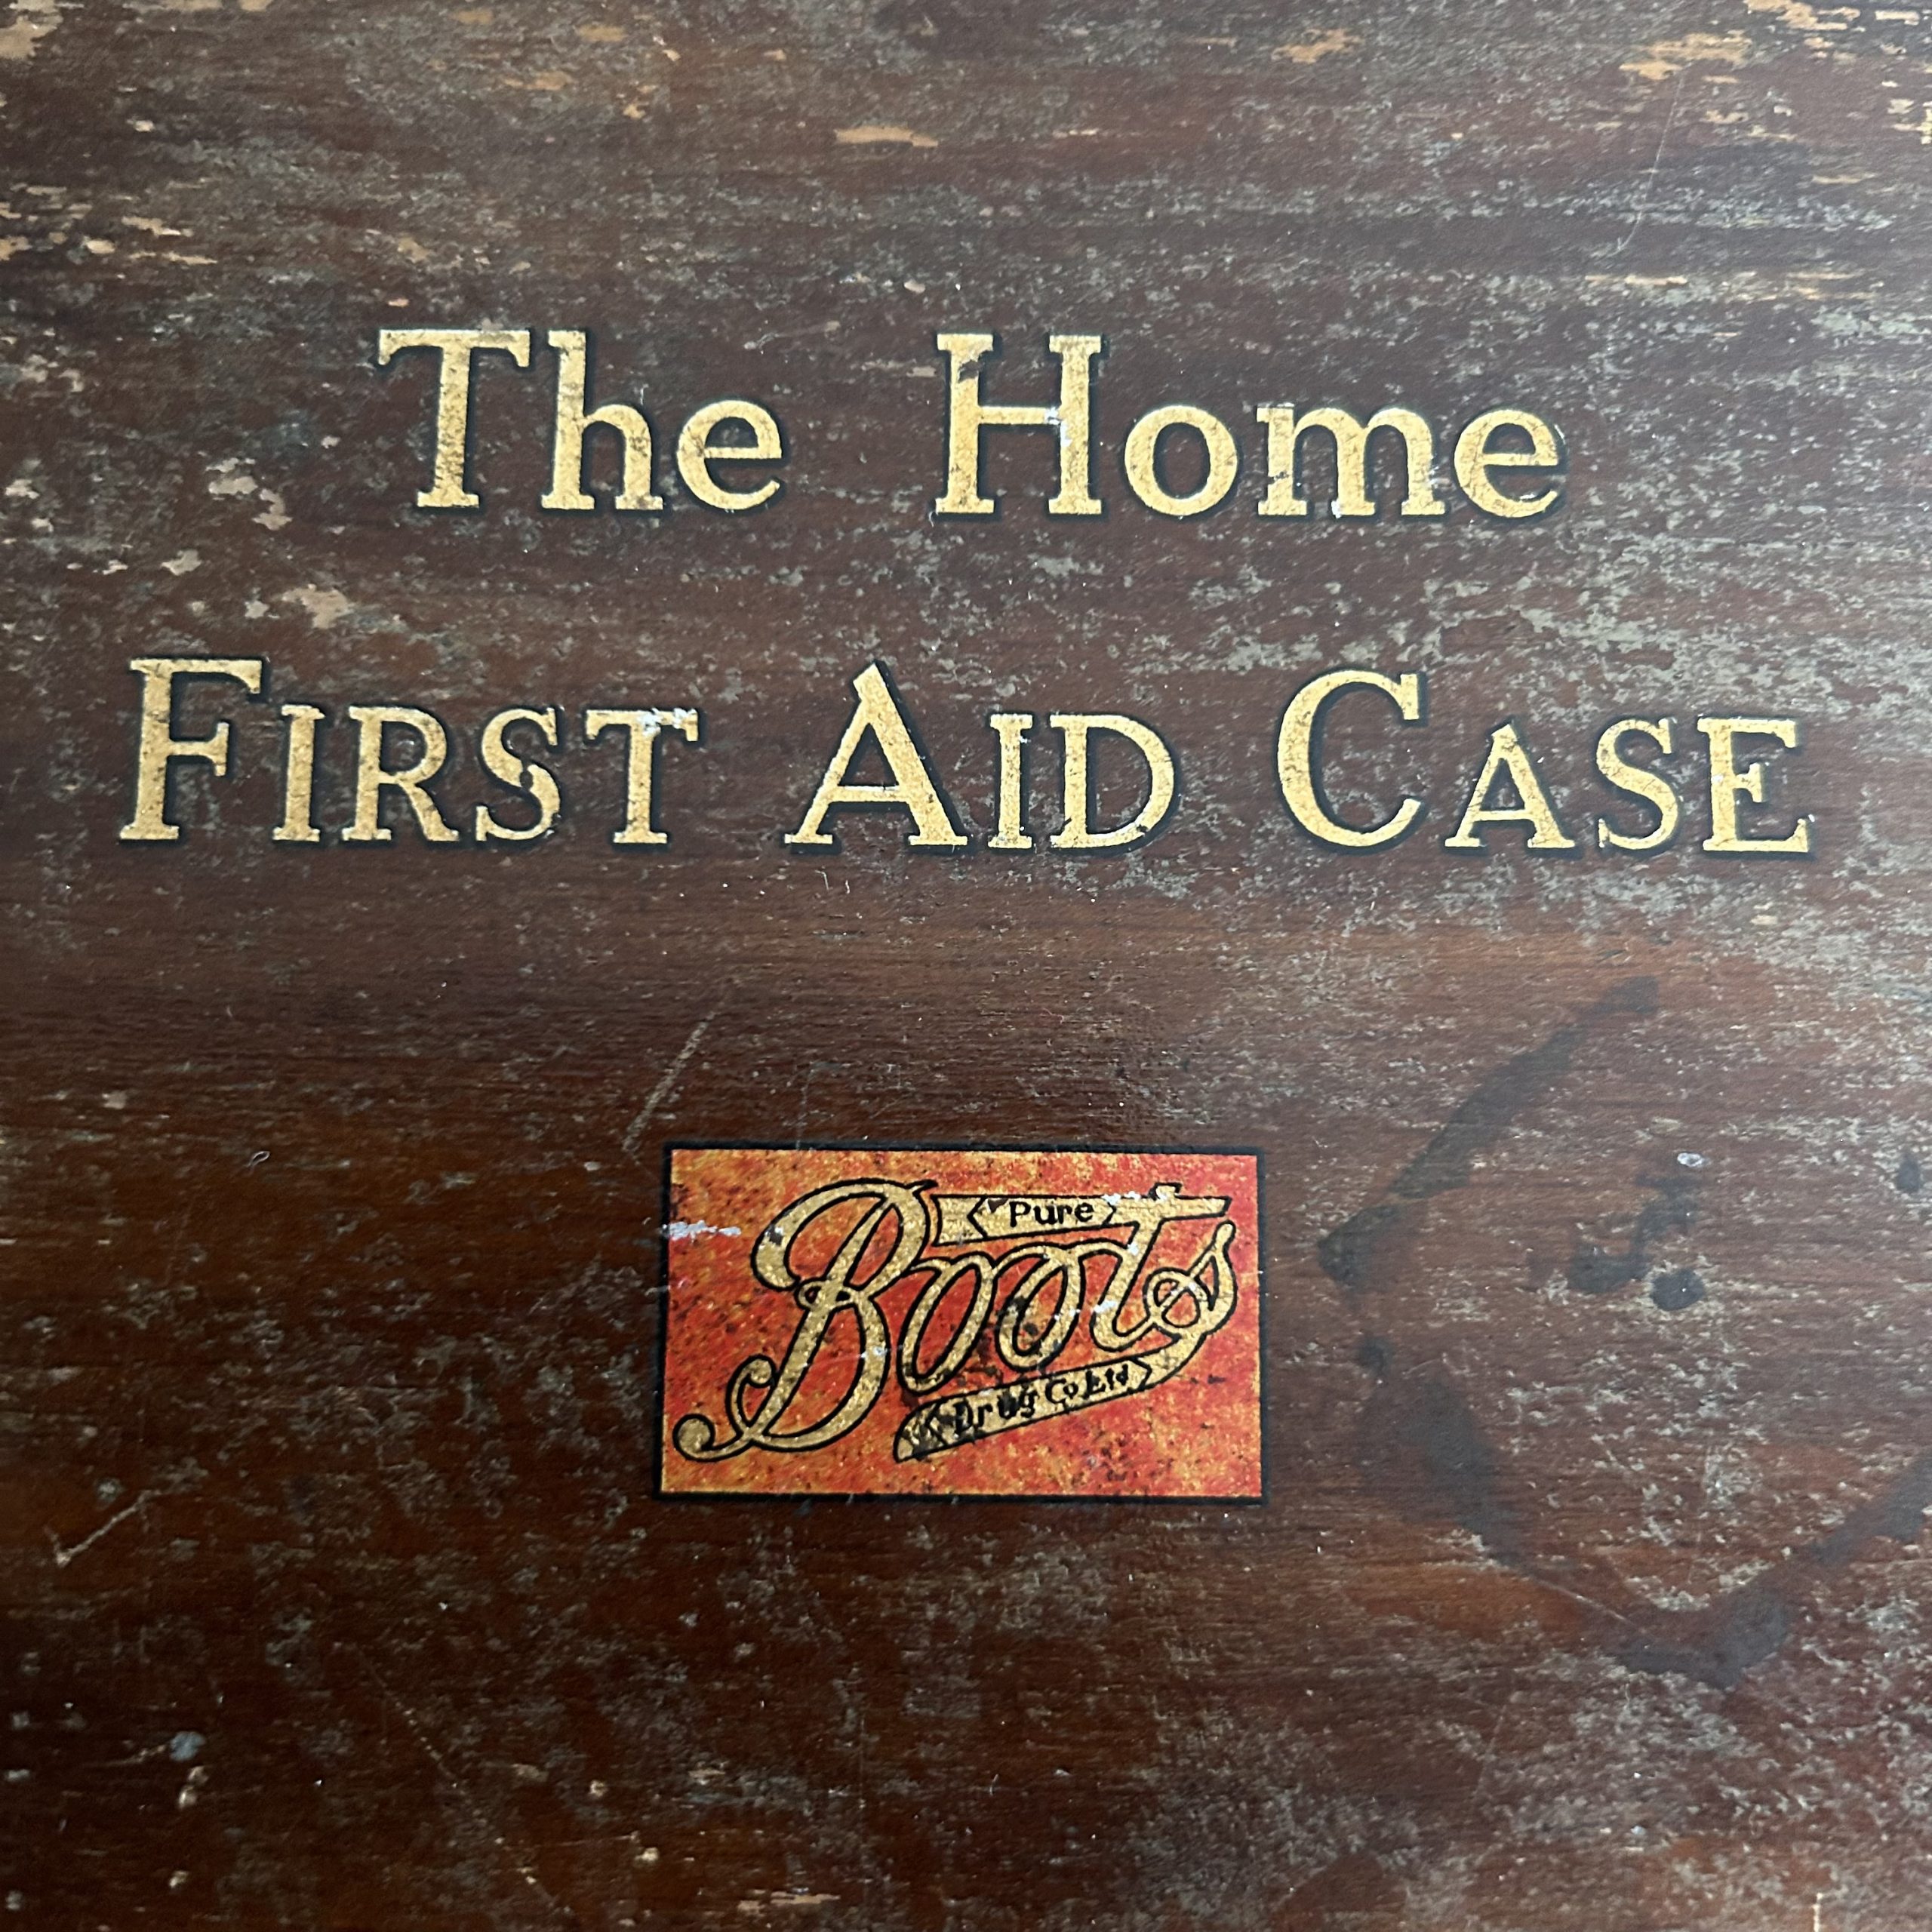 The Home
FIRST AID CASE
Pure
Boots
Drug Co Ltd